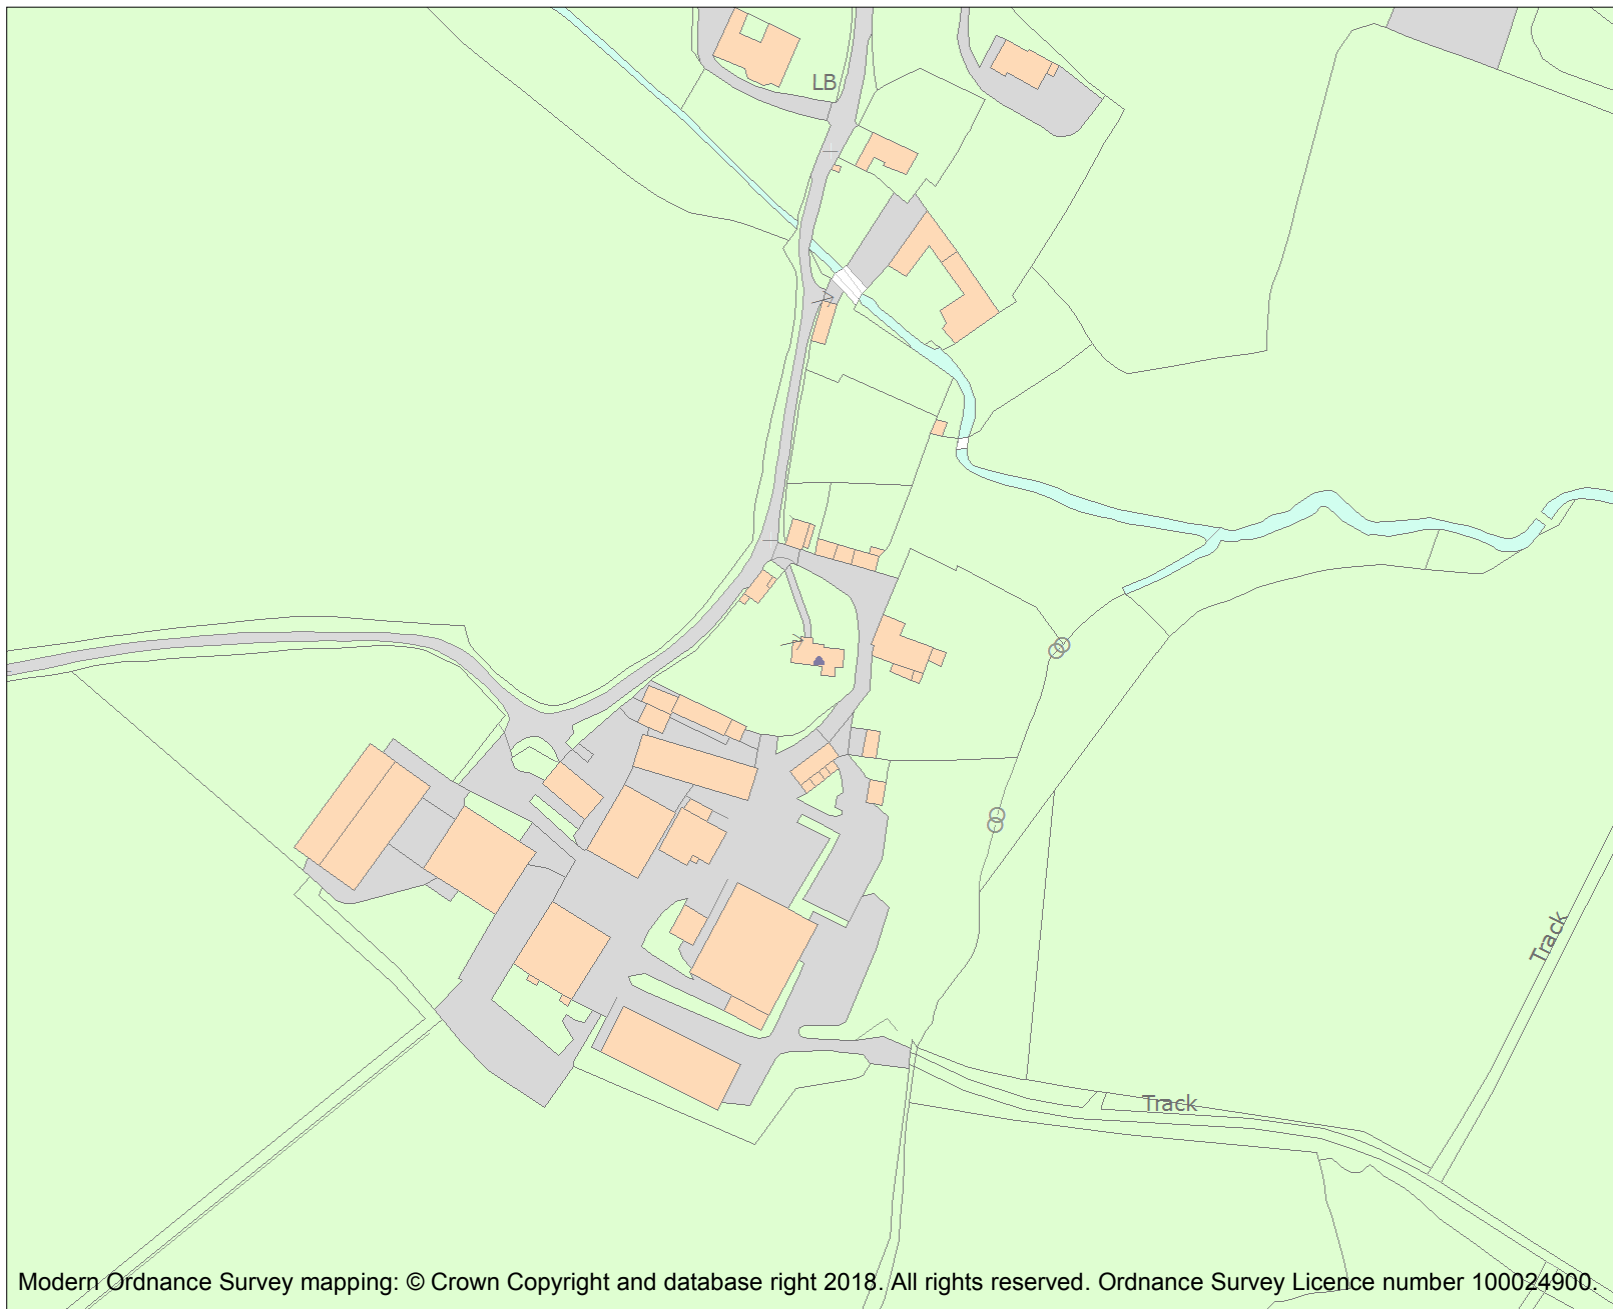 LB
Track
Track
Modern Ordnance Survey mapping: © Crown Copyright and database right 2018. All rights reserved. Ordnance Survey Licence number 100024900.